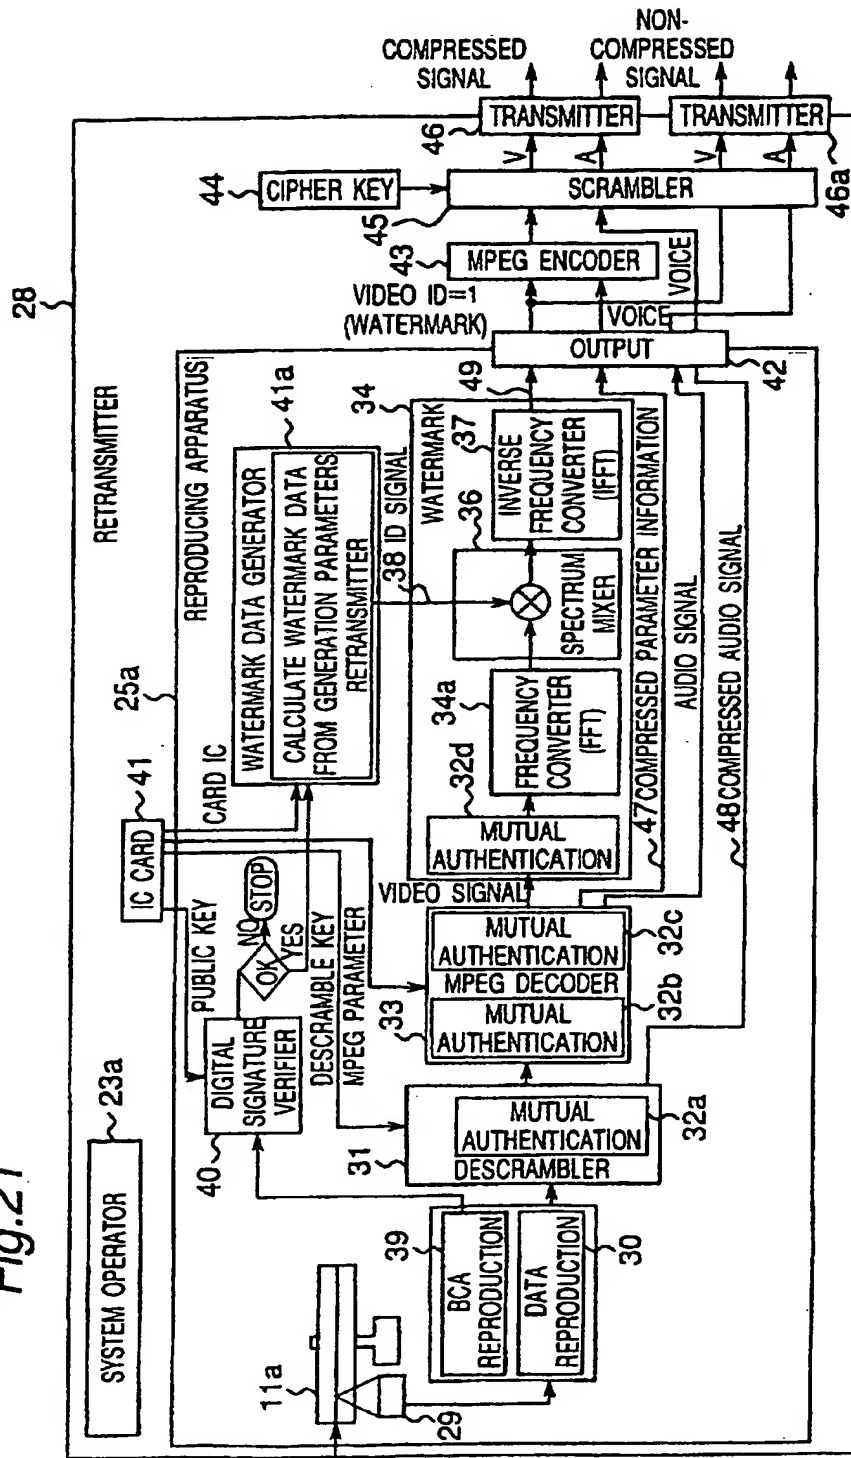 Fig.21
RETRANSMITTER
28
SYSTEM OPERATOR
23a
REPRODUCING APPARATUS
25a
IC CARD
41
PUBLIC KEY
CARD IC
DESCRAMBLE KEY
MPEG PARAMETER
DIGITAL
SIGNATURE
VERIFIER
40
OK
NO
STOP
YES
WATERMARK DATA GENERATOR
41a
CALCULATE WATERMARK DATA
FROM GENERATION PARAMETERS
RETRANSMITTER
38 ID SIGNAL
11a
29
BCA
REPRODUCTION
39
DATA
REPRODUCTION
30
MUTUAL
AUTHENTICATION
32a
DESCRAMBLER
31
MUTUAL
AUTHENTICATION
32b
MPEG DECODER
33
MUTUAL
AUTHENTICATION
32c
VIDEO SIGNAL
WATERMARK
34
MUTUAL
AUTHENTICATION
32d
FREQUENCY
CONVERTER
(FFT)
34a
SPECTRUM
MIXER
36
INVERSE
FREQUENCY
CONVERTER
(IFFT)
37
49
47 COMPRESSED PARAMETER INFORMATION
AUDIO SIGNAL
48 COMPRESSED AUDIO SIGNAL
OUTPUT
42
VIDEO ID=1
(WATERMARK)
VOICE
VOICE
MPEG ENCODER
43
CIPHER KEY
44
SCRAMBLER
45
V
A
V
A
TRANSMITTER
46
TRANSMITTER
46a
COMPRESSED
SIGNAL
NON-
COMPRESSED
SIGNAL